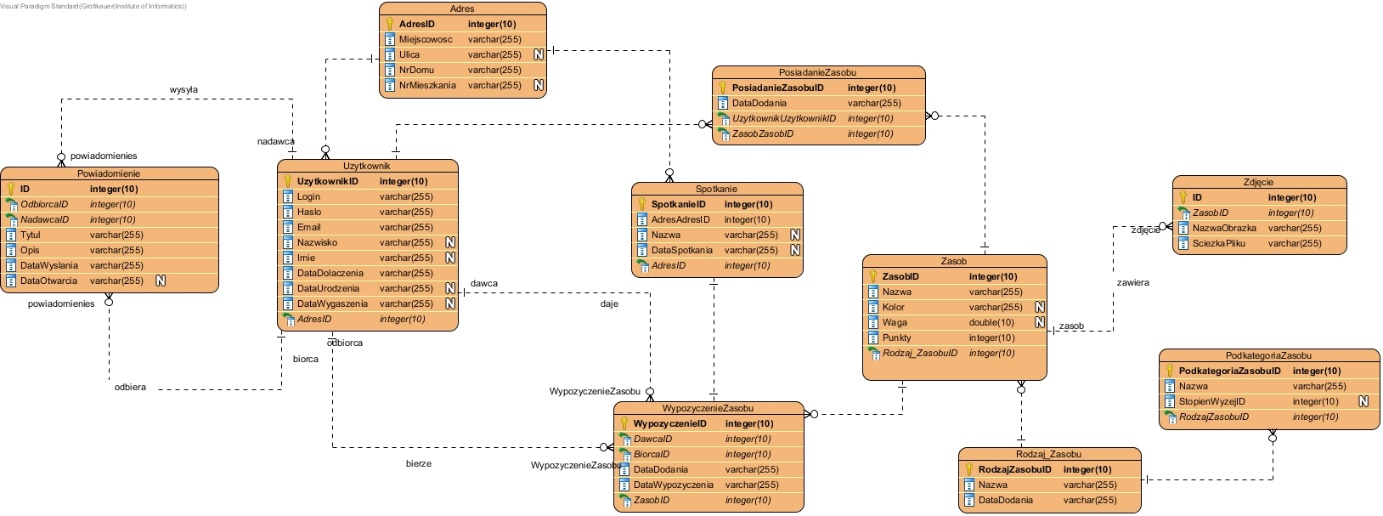 Visual Paradigm Standard(Grottkauer(Institute of Informatics))
Adres
AdresID integer(10)
Miejscowosc varchar(255)
Ulica varchar(255) N
NrDomu varchar(255)
NrMieszkania varchar(255) N
PosiadanieZasobu
PosiadanieZasobuID integer(10)
DataDodania varchar(255)
UzytkownikUzytkownikID integer(10)
ZasobZasobID integer(10)
wysyła
nadawca
powiadomienies
Powiadomienie
ID integer(10)
OdbiorcaID integer(10)
NadawcaID integer(10)
Tytul varchar(255)
Opis varchar(255)
DataWyslania varchar(255)
DataOtwarcia varchar(255) N
powiadomienies
odbiera
Uzytkownik
UzytkownikID integer(10)
Login varchar(255)
Haslo varchar(255)
Email varchar(255)
Nazwisko varchar(255) N
Imie varchar(255) N
DataDolaczenia varchar(255)
DataUrodzenia varchar(255) N
DataWygaszenia varchar(255) N
AdresID integer(10)
dawca
daje
odbiorca
biorca
bierze
Spotkanie
SpotkanieID integer(10)
AdresAdresID integer(10)
Nazwa varchar(255) N
DataSpotkania varchar(255) N
AdresID integer(10)
Zdjęcie
ID integer(10)
ZasobID integer(10)
NazwaObrazka varchar(255)
SciezkaPliku varchar(255)
zdjęcie
zawiera
zasob
Zasob
ZasobID integer(10)
Nazwa varchar(255)
Kolor varchar(255) N
Waga double(10) N
Punkty integer(10)
Rodzaj_ZasobuID integer(10)
PodkategoriaZasobu
PodkategoriaZasobuID integer(10)
Nazwa varchar(255)
StopienWyzejID integer(10) N
RodzajZasobuID integer(10)
WypozyczenieZasobu
WypozyczenieZasobu
WypozyczenieZasobu
WypozyczenieID integer(10)
DawcaID integer(10)
BiorcaID integer(10)
DataDodania varchar(255)
DataWypozyczenia varchar(255)
ZasobID integer(10)
Rodzaj_Zasobu
RodzajZasobuID integer(10)
Nazwa varchar(255)
DataDodania varchar(255)